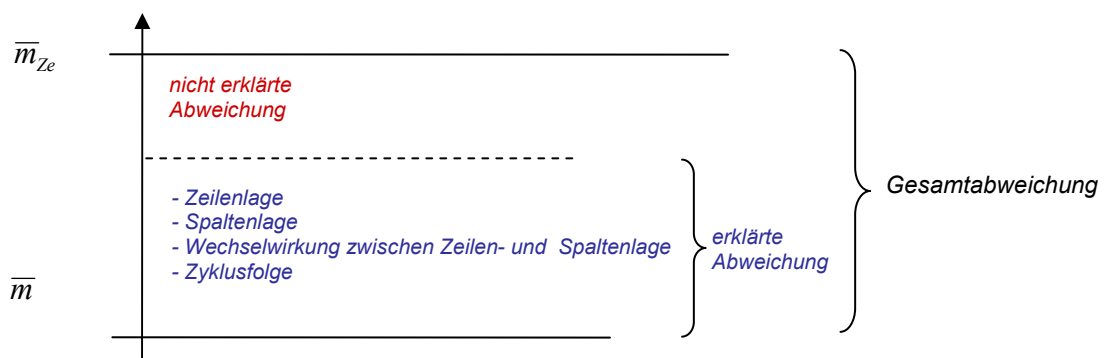 m̅_Ze
nicht erklärte
Abweichung
- Zeilenlage
- Spaltenlage
- Wechselwirkung zwischen Zeilen- und Spaltenlage
- Zyklusfolge
erklärte
Abweichung
Gesamtabweichung
m̅